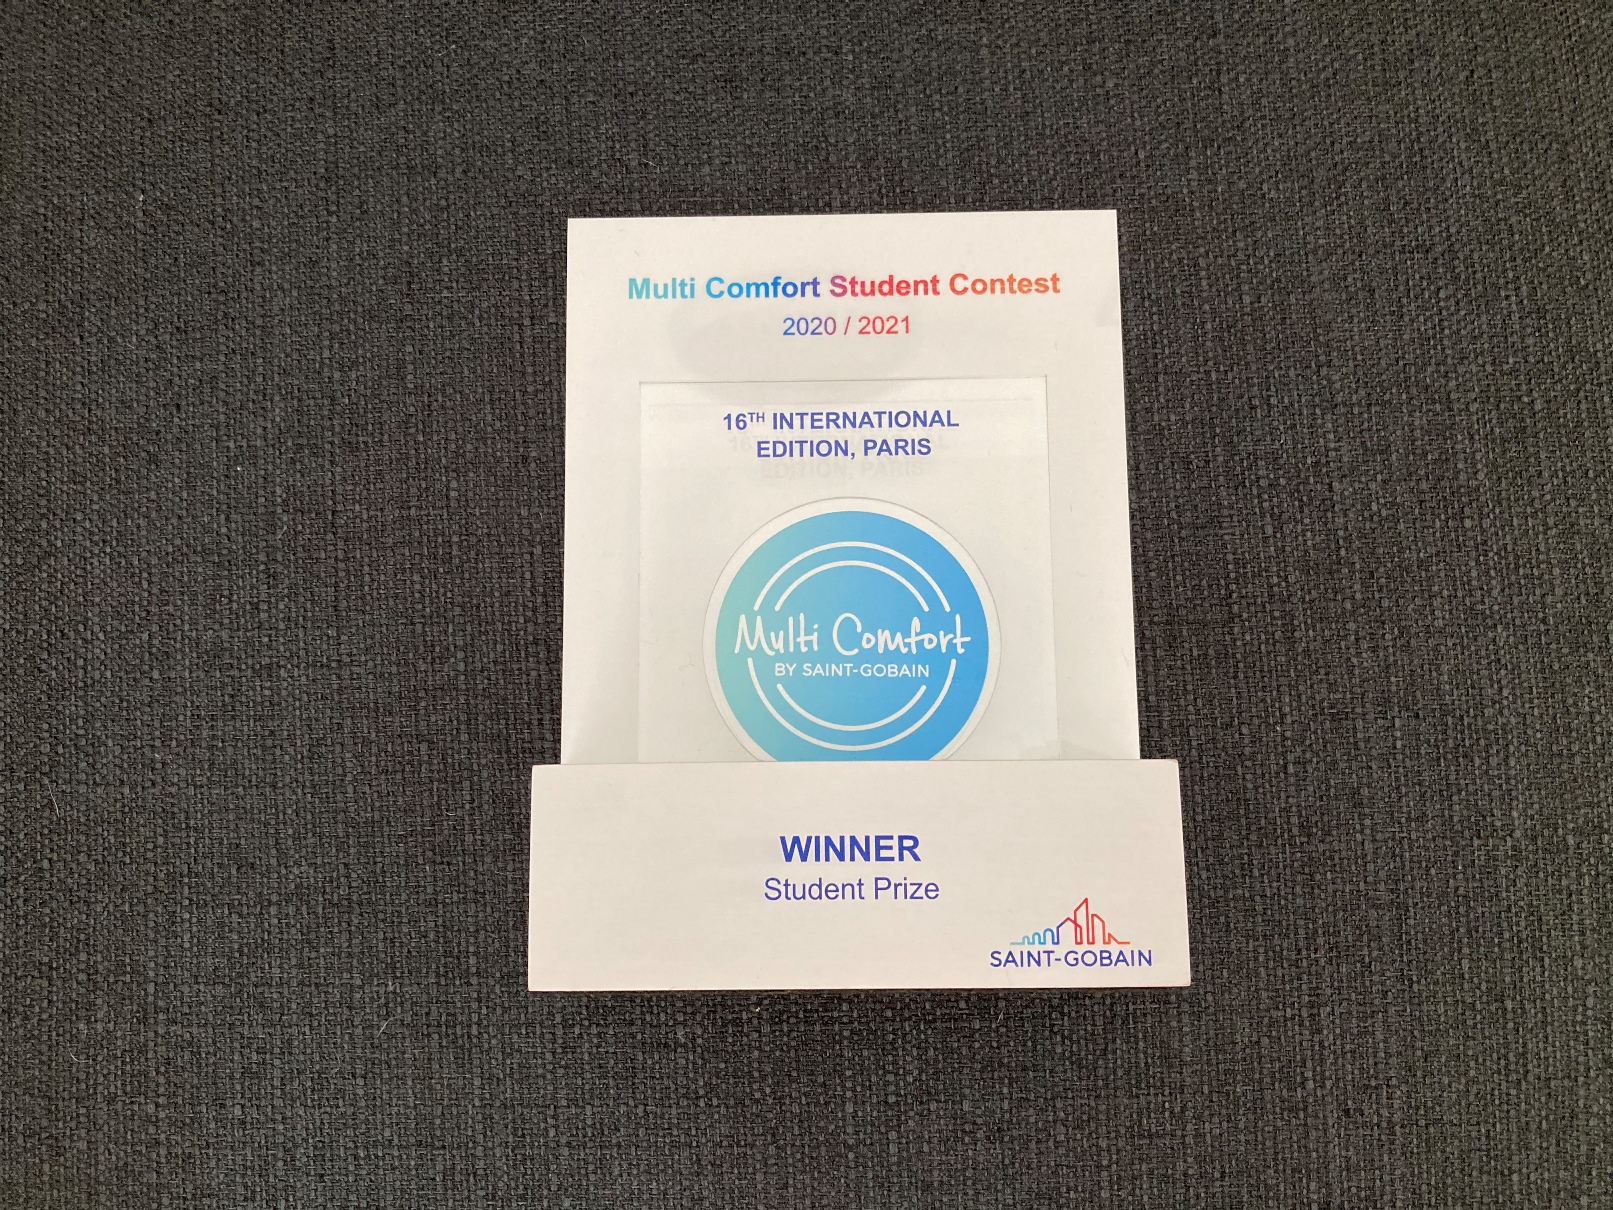 Multi Comfort Student Contest
2020 / 2021
16TH INTERNATIONAL
EDITION, PARIS
Multi Comfort
BY SAINT-GOBAIN
WINNER
Student Prize
SAINT-GOBAIN